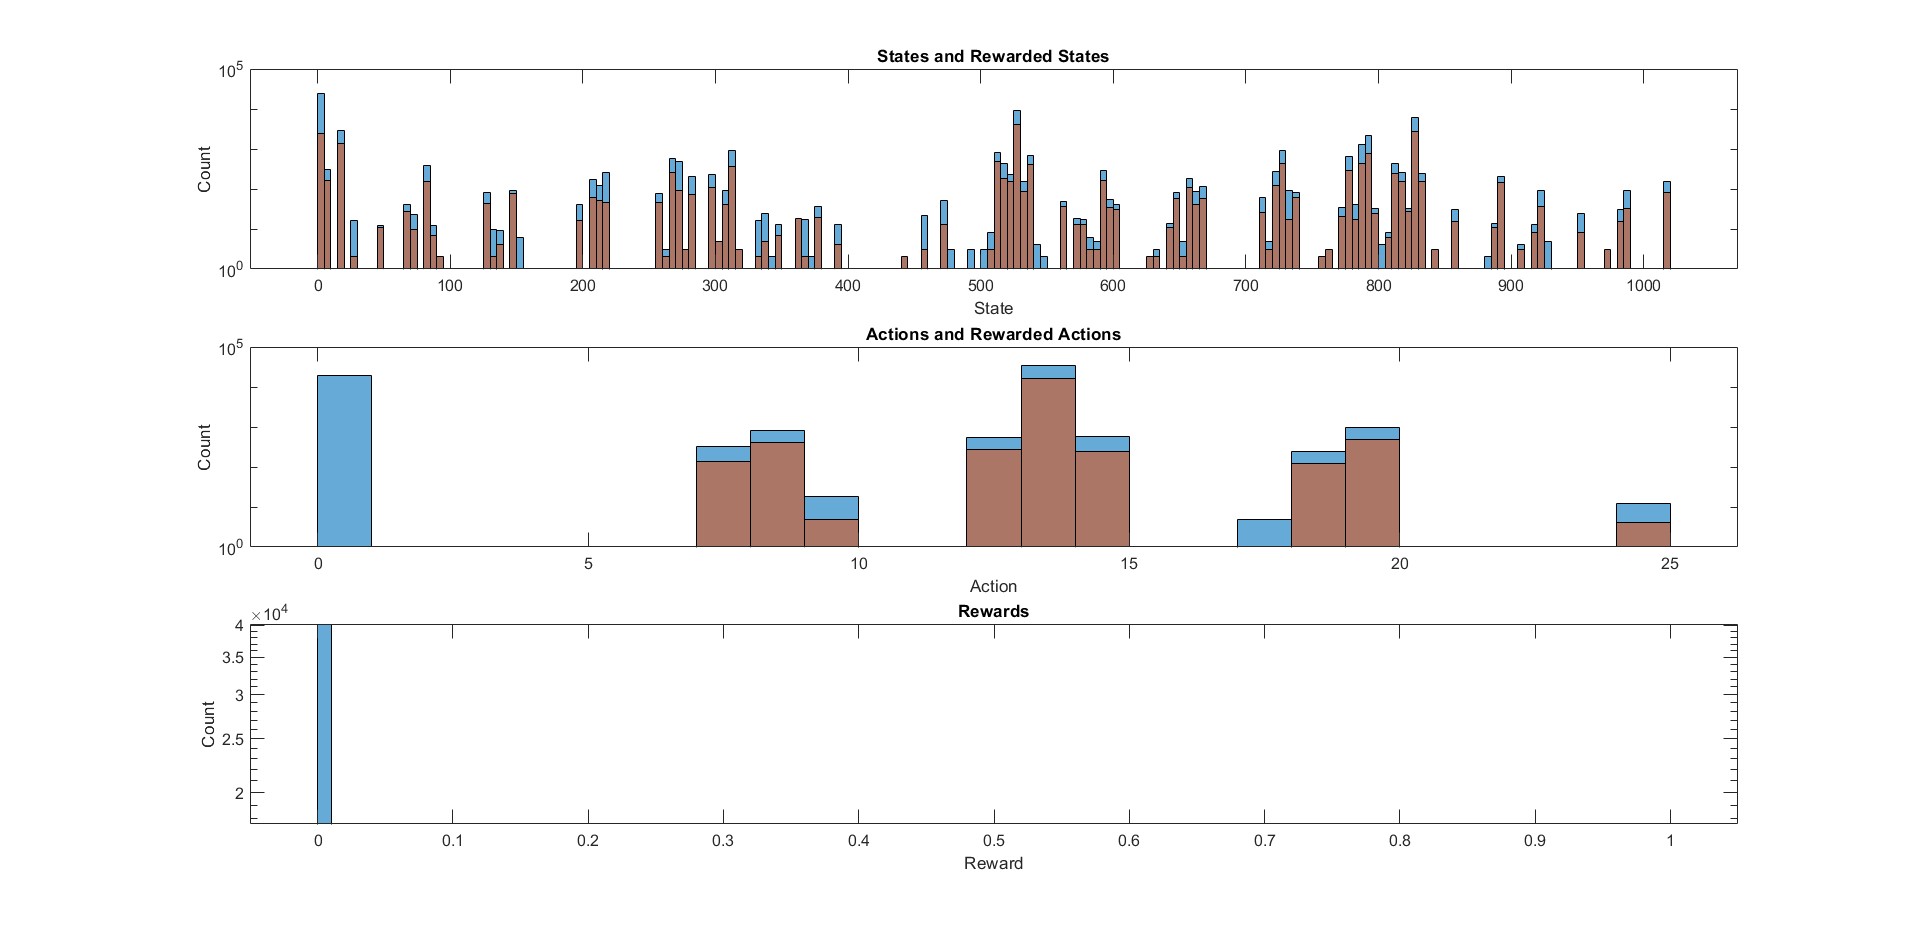 States and Rewarded States
10^5
Count
10^0
0 100 200 300 400 500 600 700 800 900 1000
State
Actions and Rewarded Actions
10^5
Count
10^0
0 5 10 15 20 25
Action
Rewards
×10^4
4
3.5
3
Count
2.5
2
0 0.1 0.2 0.3 0.4 0.5 0.6 0.7 0.8 0.9 1
Reward